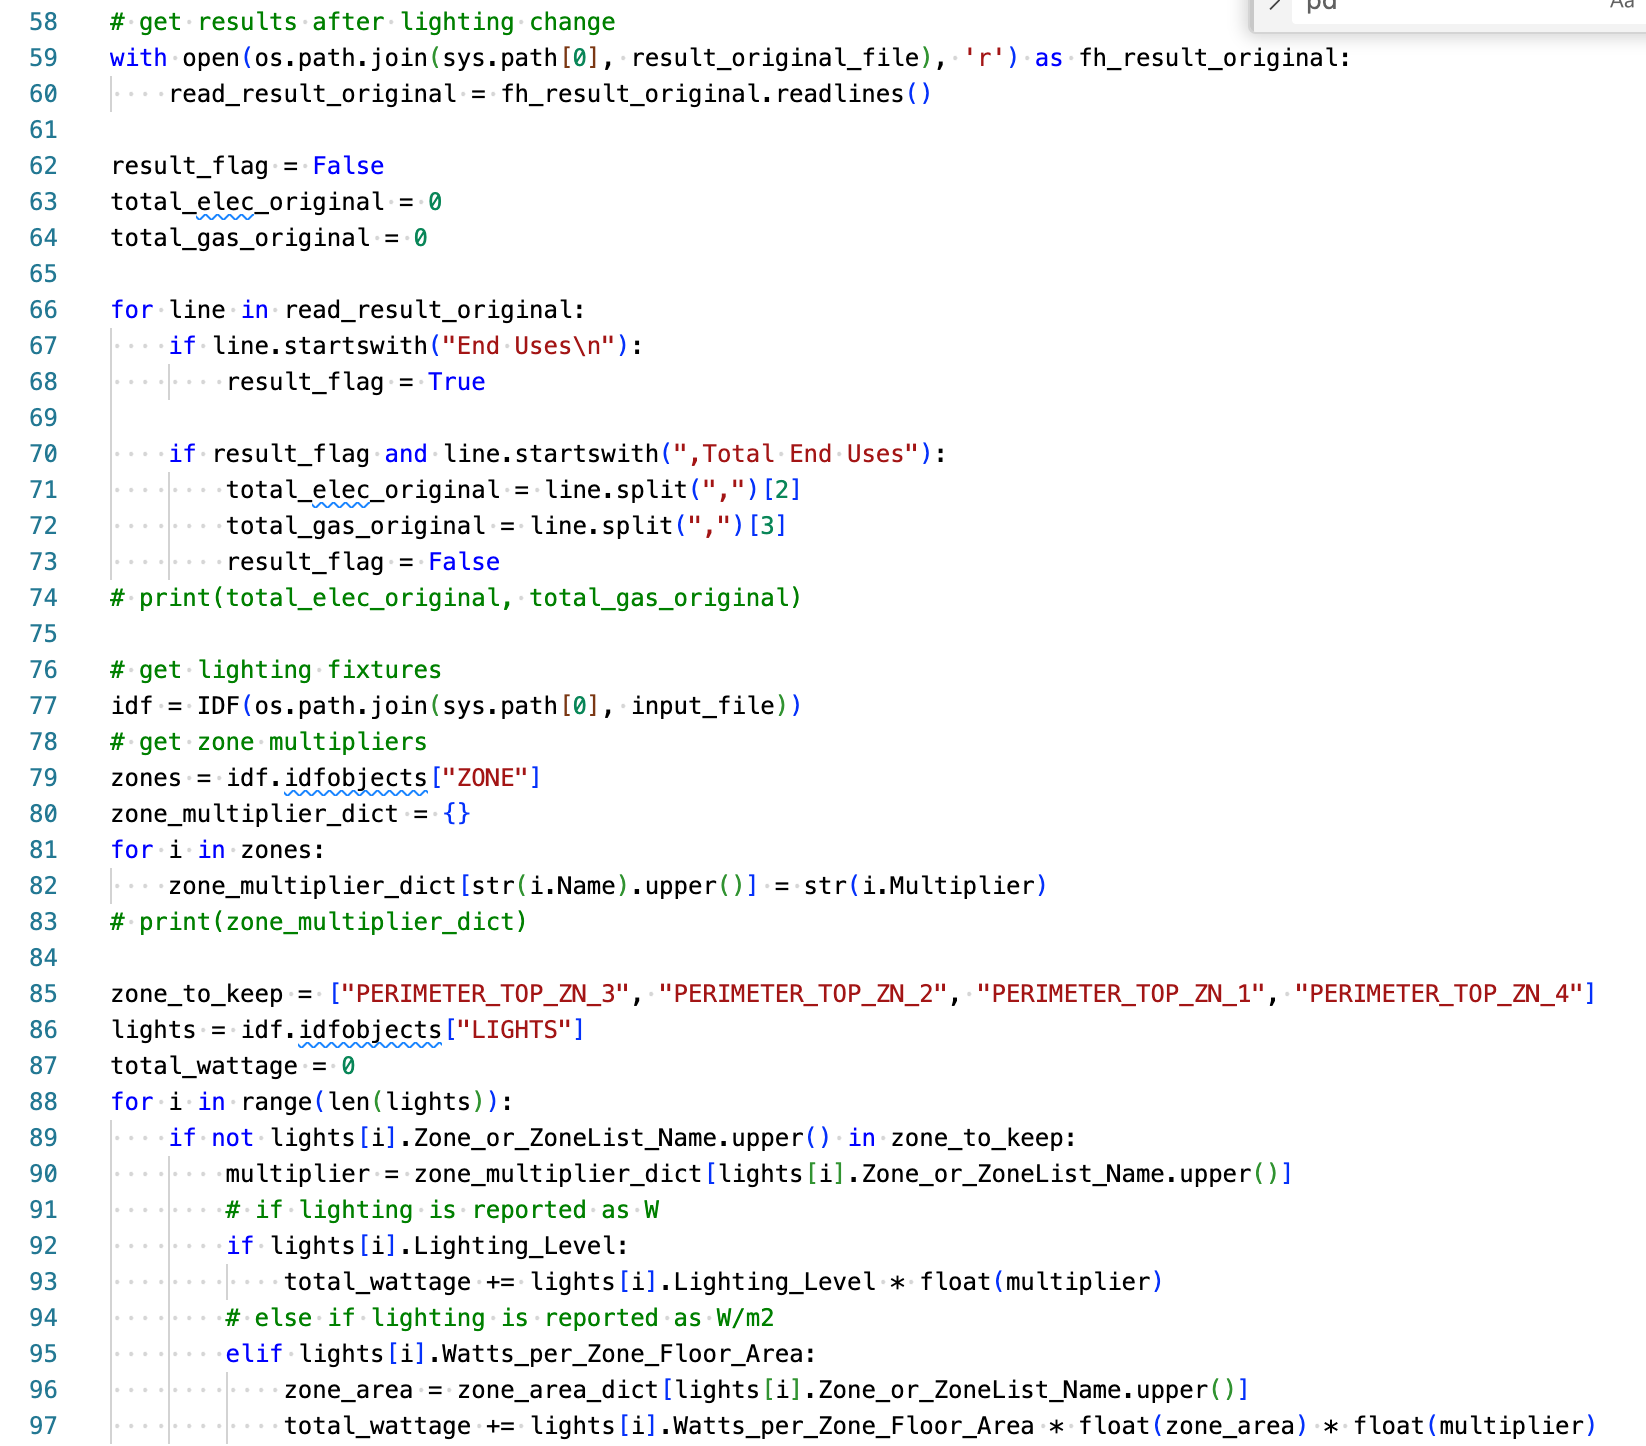 pd Aa
58 # get results after lighting change
59 with open(os.path.join(sys.path[0], result_original_file), 'r') as fh_result_original:
60     read_result_original = fh_result_original.readlines()
61
62 result_flag = False
63 total_elec_original = 0
64 total_gas_original = 0
65
66 for line in read_result_original:
67     if line.startswith("End Uses\n"):
68         result_flag = True
69
70     if result_flag and line.startswith(",Total End Uses"):
71         total_elec_original = line.split(",")[2]
72         total_gas_original = line.split(",")[3]
73         result_flag = False
74 # print(total_elec_original, total_gas_original)
75
76 # get lighting fixtures
77 idf = IDF(os.path.join(sys.path[0], input_file))
78 # get zone multipliers
79 zones = idf.idfobjects["ZONE"]
80 zone_multiplier_dict = {}
81 for i in zones:
82     zone_multiplier_dict[str(i.Name).upper()] = str(i.Multiplier)
83 # print(zone_multiplier_dict)
84
85 zone_to_keep = ["PERIMETER_TOP_ZN_3", "PERIMETER_TOP_ZN_2", "PERIMETER_TOP_ZN_1", "PERIMETER_TOP_ZN_4"]
86 lights = idf.idfobjects["LIGHTS"]
87 total_wattage = 0
88 for i in range(len(lights)):
89     if not lights[i].Zone_or_ZoneList_Name.upper() in zone_to_keep:
90         multiplier = zone_multiplier_dict[lights[i].Zone_or_ZoneList_Name.upper()]
91         # if lighting is reported as W
92         if lights[i].Lighting_Level:
93             total_wattage += lights[i].Lighting_Level * float(multiplier)
94         # else if lighting is reported as W/m2
95         elif lights[i].Watts_per_Zone_Floor_Area:
96             zone_area = zone_area_dict[lights[i].Zone_or_ZoneList_Name.upper()]
97             total_wattage += lights[i].Watts_per_Zone_Floor_Area * float(zone_area) * float(multiplier)